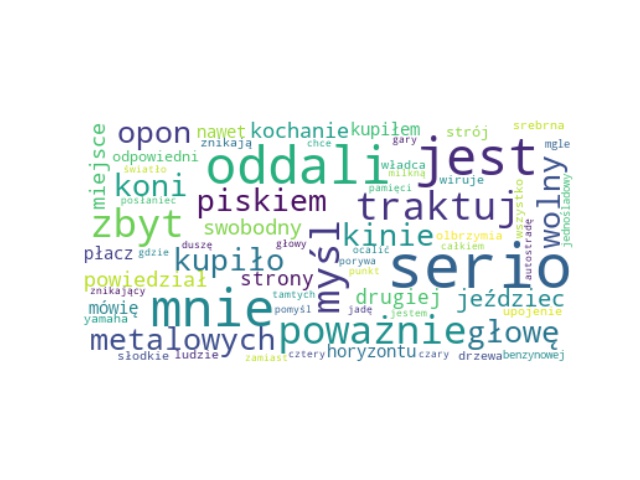 srebrna
opon nawet kochanie kupiłem strój
miejsce znikają chce gary jest mgle
odpowiedni oddali władca
światło milkną
koni posłaniec pamięci wiruje wolny jednośladowy
piskiem traktuj wszystko
zbyt swobodny myśl kinie olbrzymia autostradę
płacz gdzie duszę głowy ocalić całkiem
kupiło porywa serio
powiedział strony punkt
znikający mnie tamtych drugiej jeździec
mówię pomyśl jadę jestem upojenie
yamaha
metalowych poważnie głowę
słodkie ludzie zamiast cztery horyzontu czary drzewa benzynowej